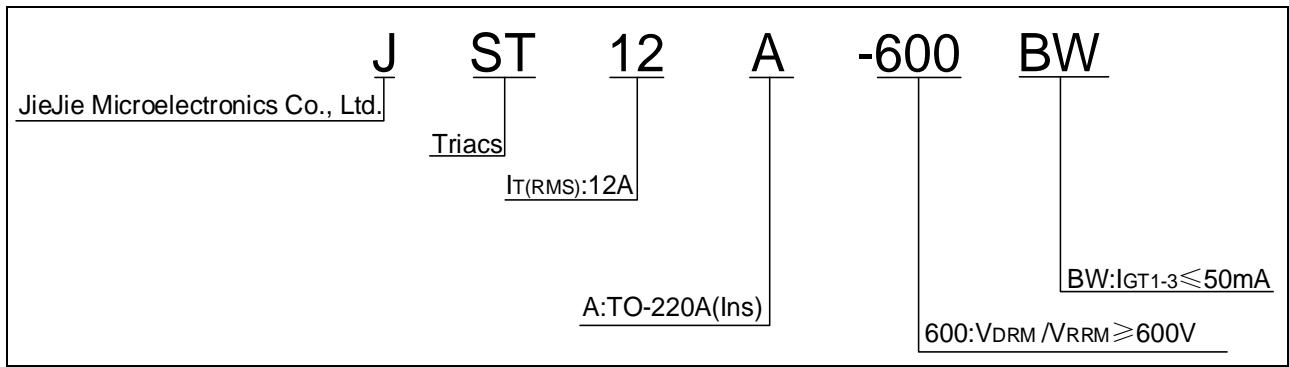 J ST 12 A -600 BW
JieJie Microelectronics Co., Ltd.
Triacs
IT(RMS):12A
BW:IGT1-3≤50mA
A:TO-220A(Ins)
600:VDRM /VRRM≥600V